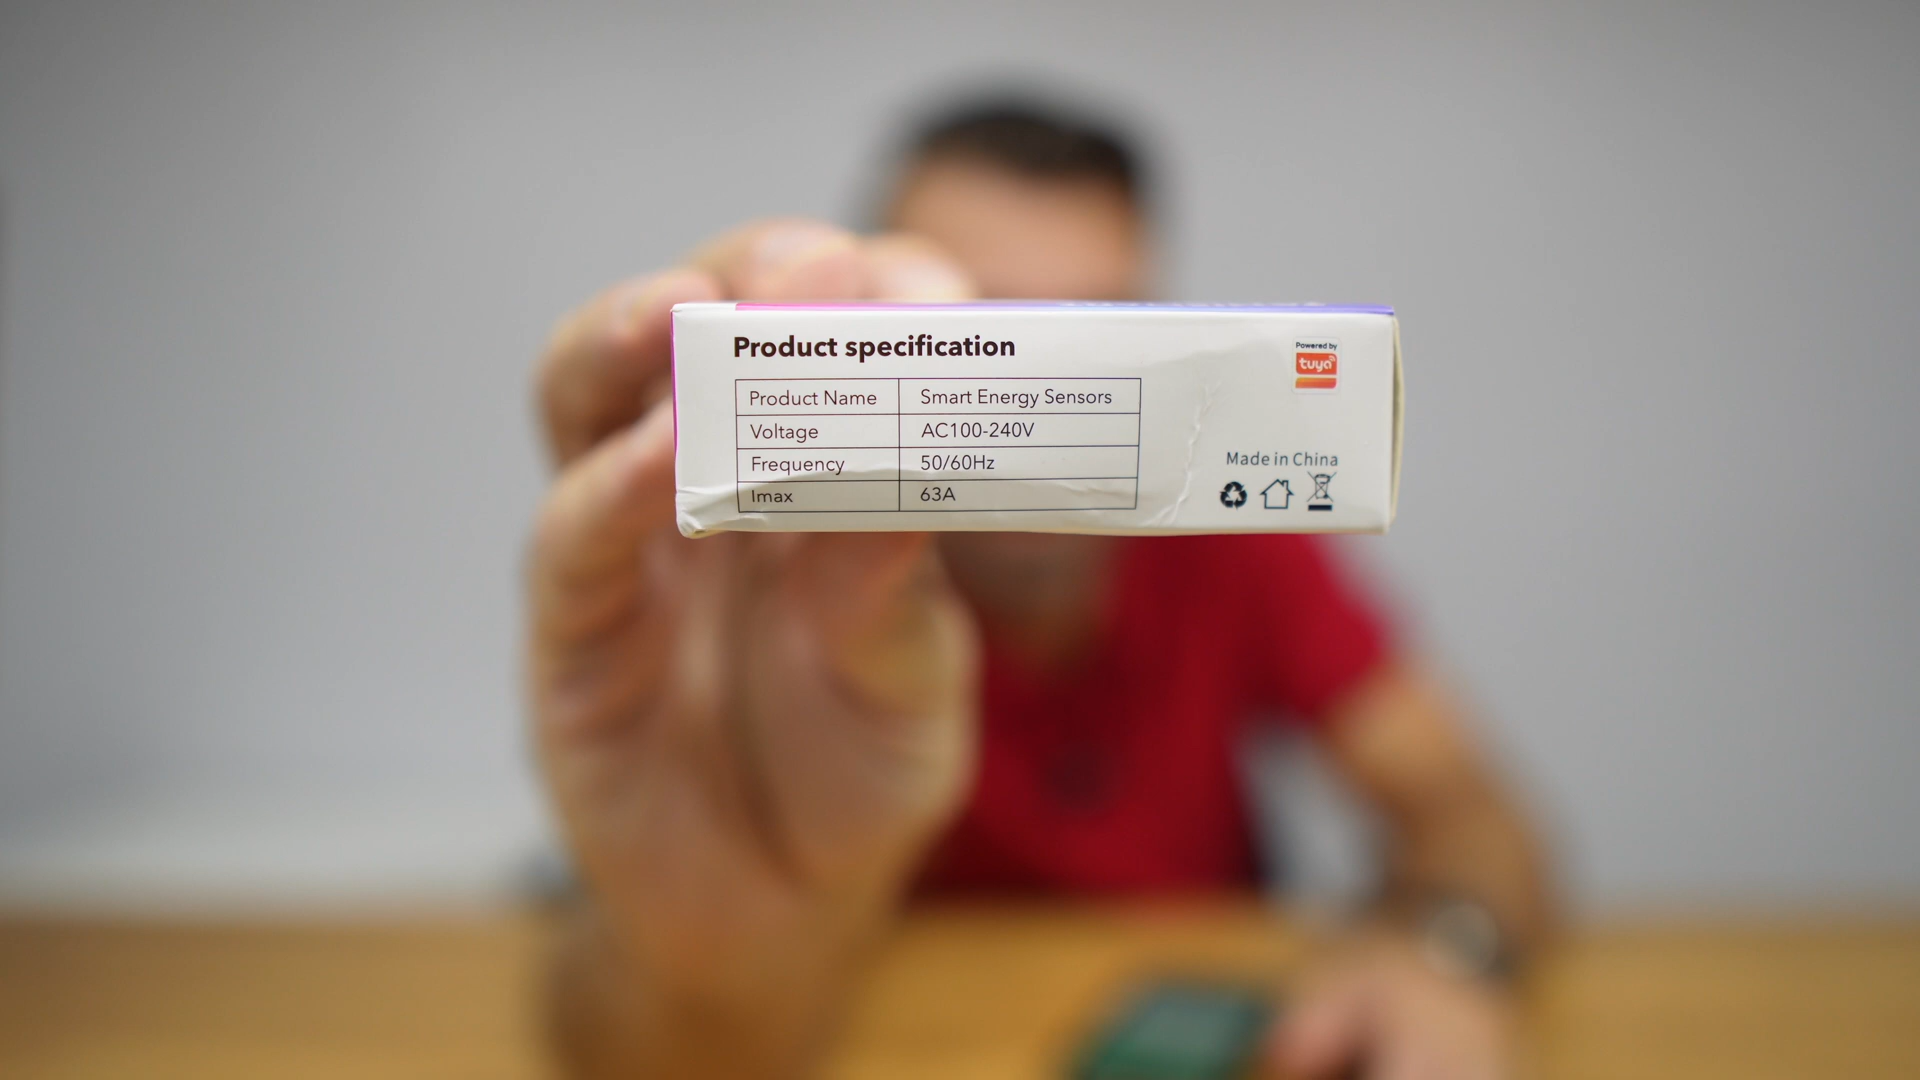 Product specification
Powered by
tuya
Product Name Smart Energy Sensors
Voltage AC100-240V
Frequency 50/60Hz
Imax 63A
Made in China